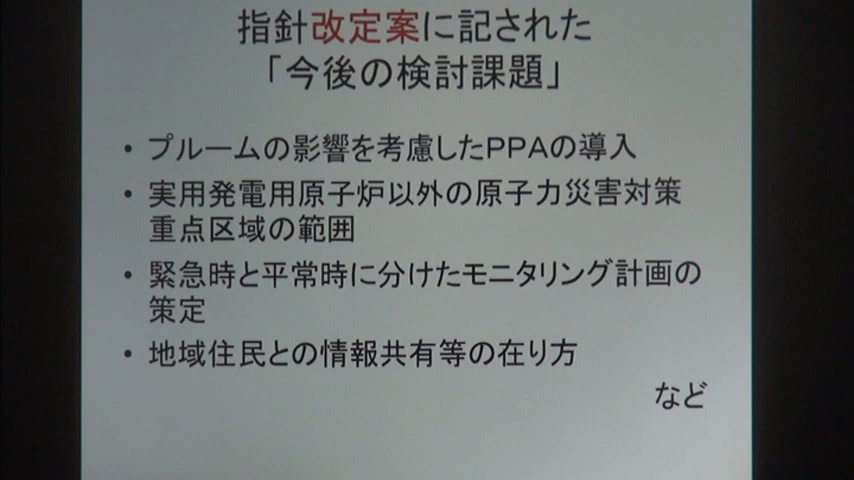 指針改定案に記された
「今後の検討課題」
・プルームの影響を考慮したPPAの導入
・実用発電用原子炉以外の原子力災害対策
重点区域の範囲
・緊急時と平常時に分けたモニタリング計画の
策定
・地域住民との情報共有等の在り方
など